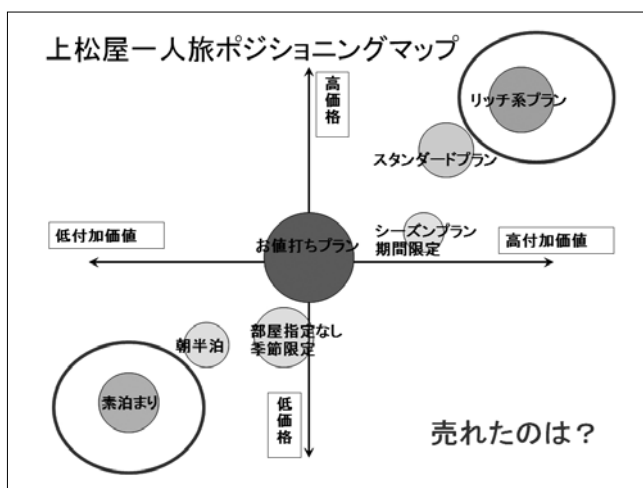 上松屋一人旅ポジショニングマップ
高価格
リッチ系プラン
スタンダードプラン
低付加価値
お値打ちプラン
シーズンプラン
期間限定
高付加価値
朝半泊
部屋指定なし
季節限定
素泊まり
低価格
売れたのは？